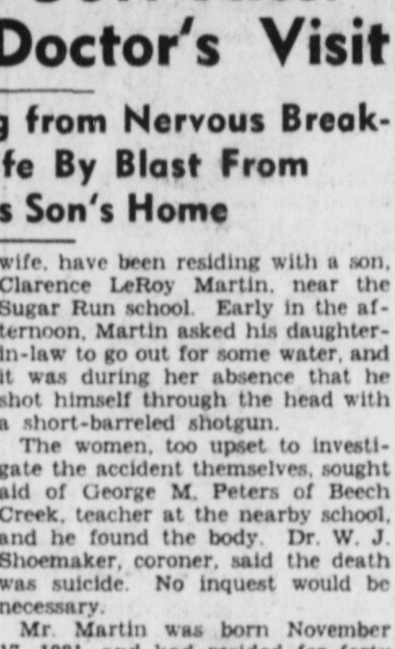 Doctor's Visit
from Nervous Break-
fe By Blast From
s Son's Home
wife, have been residing with a son,
Clarence LeRoy Martin, near the
Sugar Run school. Early in the af-
ternoon, Martin asked his daughter-
in-law to go out for some water, and
it was during her absence that he
shot himself through the head with
a short-barreled shotgun.
The women, too upset to investi-
gate the accident themselves, sought
aid of George M. Peters of Beech
Creek, teacher at the nearby school,
and he found the body. Dr. W. J.
Shoemaker, coroner, said the death
was suicide. No inquest would be
necessary.
Mr. Martin was born November